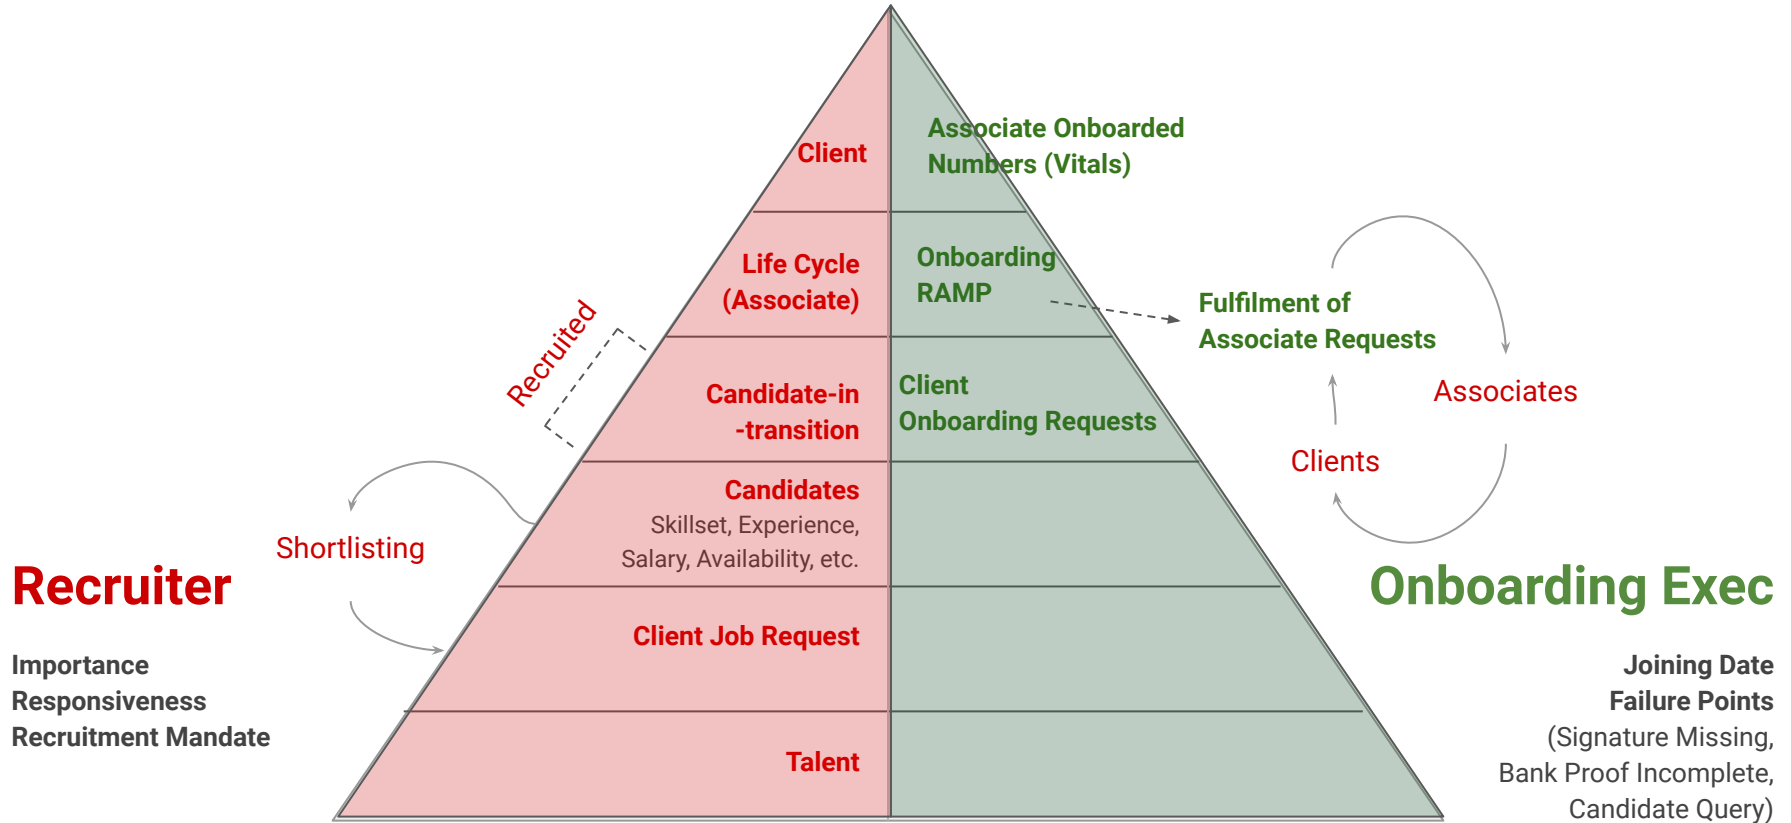 Client
Associate Onboarded
Numbers (Vitals)
Life Cycle
(Associate)
Onboarding
RAMP
Fulfilment of
Associate Requests
Recruited
Candidate-in
-transition
Client
Onboarding Requests
Associates
Clients
Candidates
Skillset, Experience,
Salary, Availability, etc.
Shortlisting
Recruiter
Importance
Responsiveness
Recruitment Mandate
Client Job Request
Talent
Onboarding Exec
Joining Date
Failure Points
(Signature Missing,
Bank Proof Incomplete,
Candidate Query)